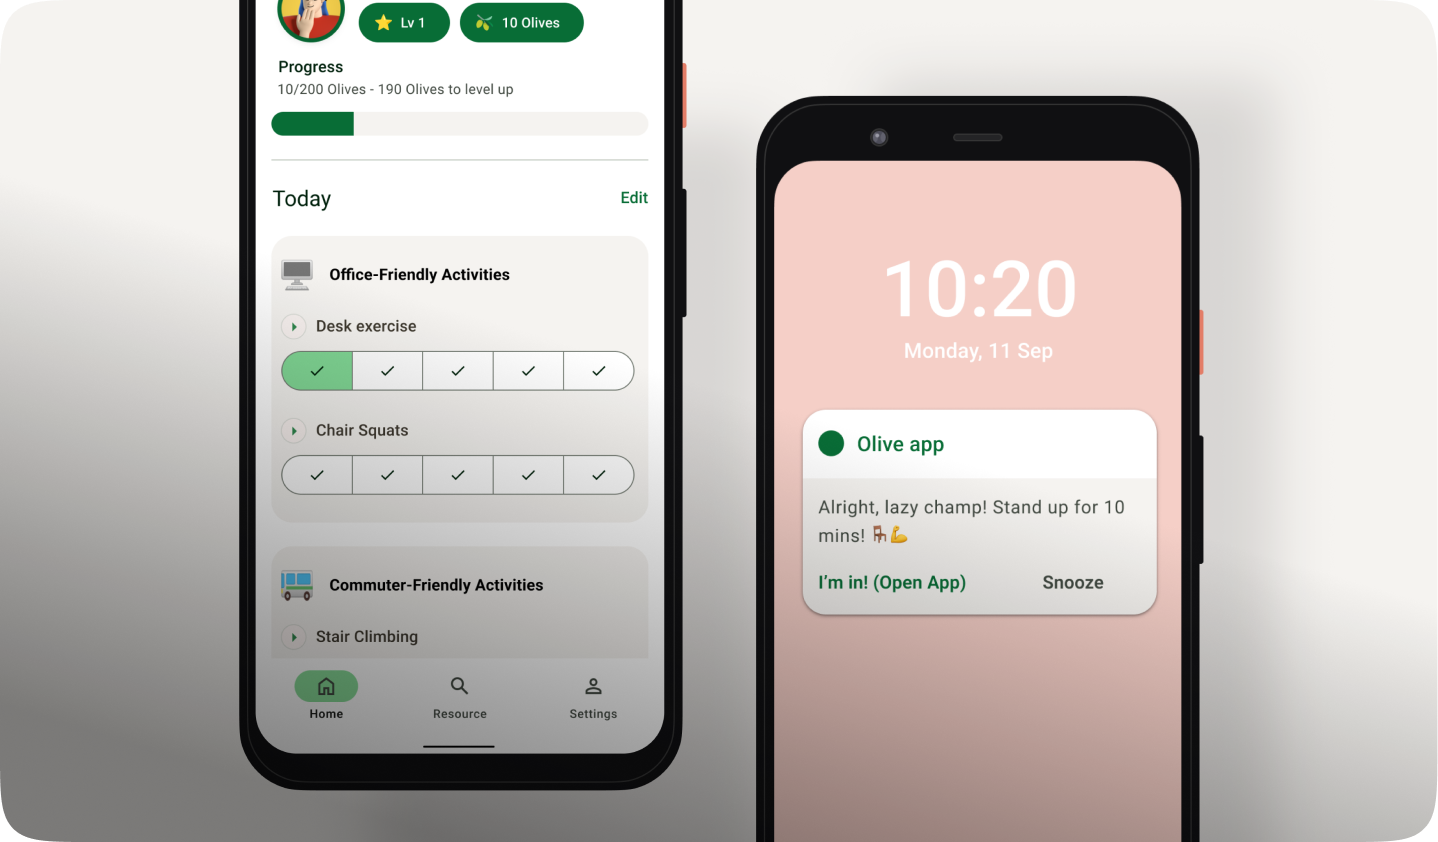 Lv 1
10 Olives
Progress
10/200 Olives - 190 Olives to level up
Today
Edit
Office-Friendly Activities
Desk exercise
Chair Squats
Commuter-Friendly Activities
Stair Climbing
Home
Resource
Settings
10:20
Monday, 11 Sep
Olive app
Alright, lazy champ! Stand up for 10
mins! 🪑💪
I'm in! (Open App)
Snooze